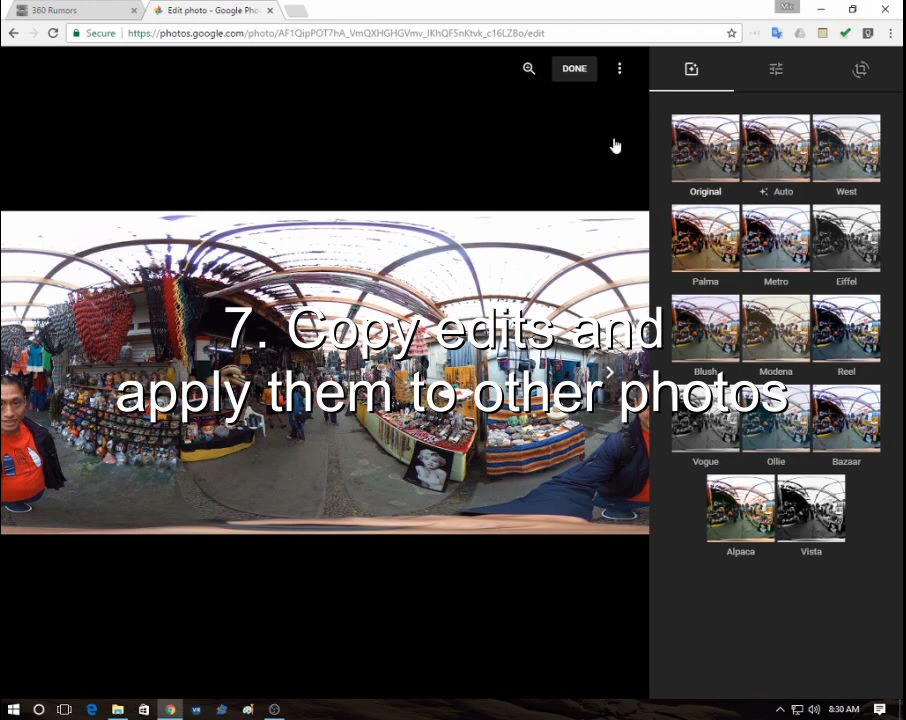 360 Rumors
Edit photo - Google Pho
Mic
Secure
https://photos.google.com/photo/AF1QipPOT7hA_VmQXHGHGVmv_IKhQF5nKtvk_c16LZBo/edit
DONE
Original
Auto
West
Palma
Metro
Eiffel
7. Copy edits and
apply them to other photos
Blush
Modena
Reel
Vogue
Ollie
Bazaar
Alpaca
Vista
8:30 AM